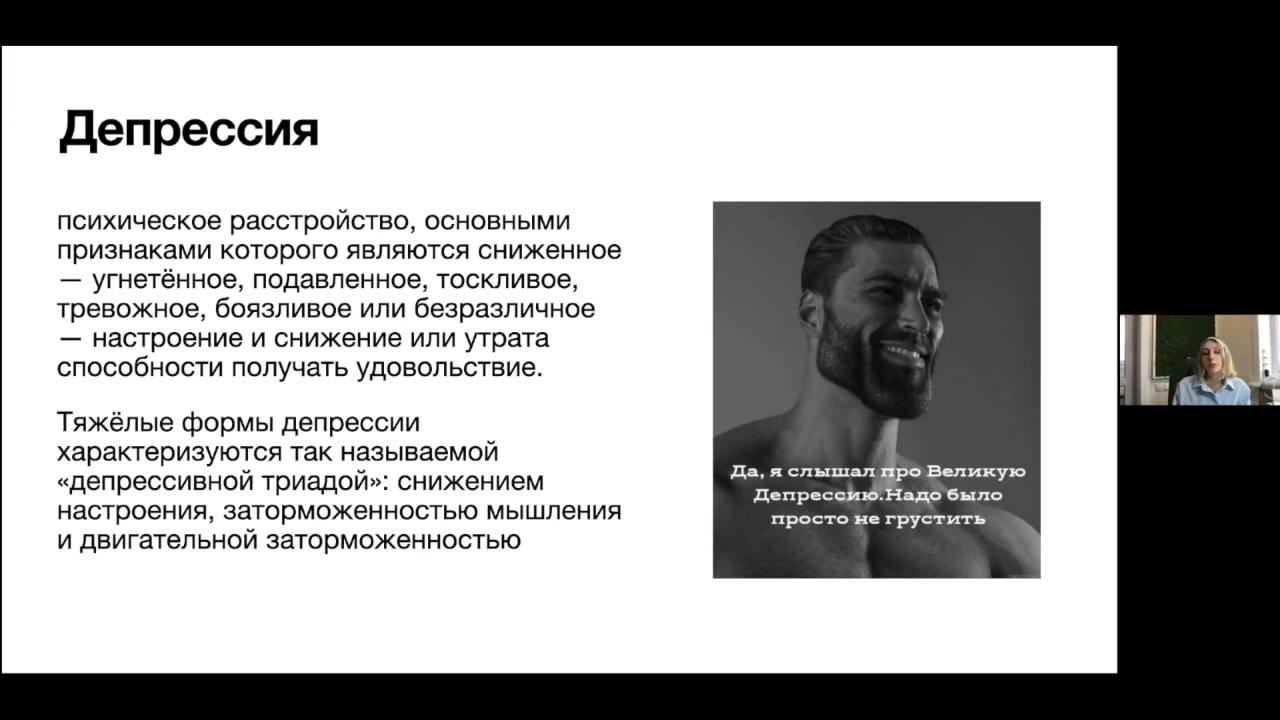 Депрессия
психическое расстройство, основными
признаками которого являются сниженное
— угнетённое, подавленное, тоскливое,
тревожное, боязливое или безразличное
— настроение и снижение или утрата
способности получать удовольствие.
Тяжёлые формы депрессии
характеризуются так называемой
«депрессивной триадой»: снижением
настроения, заторможенностью мышления
и двигательной заторможенностью
Да, я слышал про Великую
Депрессию.Надо было
просто не грустить